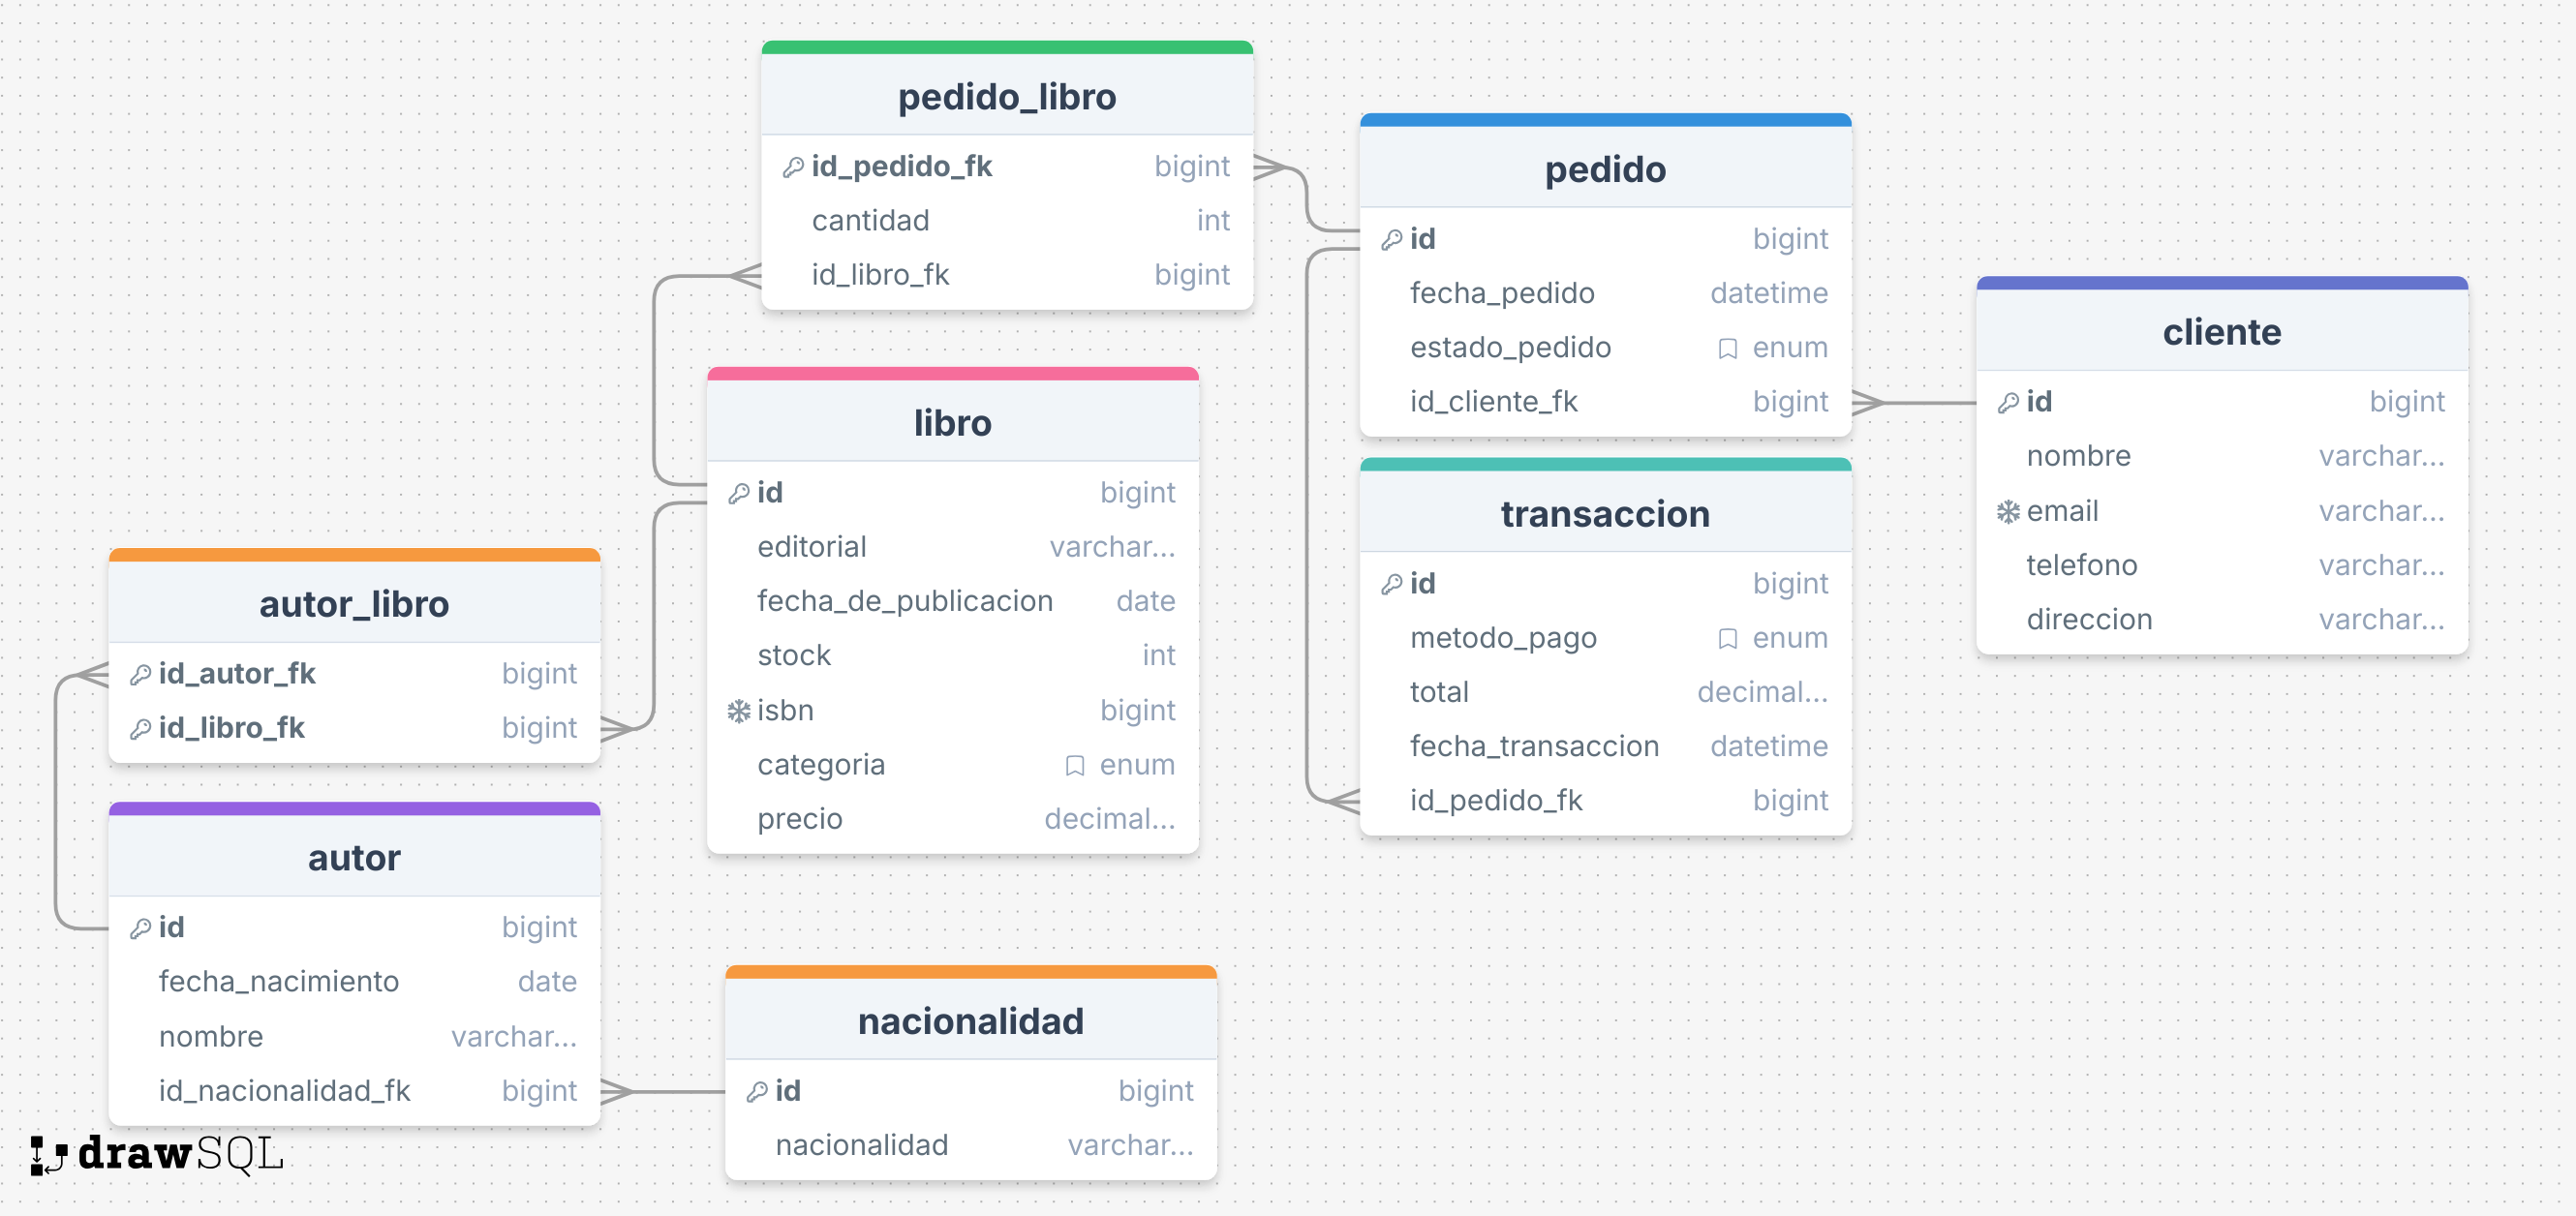 pedido_libro
id_pedido_fk bigint
cantidad int
id_libro_fk bigint
pedido
id bigint
fecha_pedido datetime
estado_pedido enum
id_cliente_fk bigint
cliente
id bigint
nombre varchar...
email varchar...
telefono varchar...
direccion varchar...
libro
id bigint
editorial varchar...
fecha_de_publicacion date
stock int
isbn bigint
categoria enum
precio decimal...
transaccion
id bigint
metodo_pago enum
total decimal...
fecha_transaccion datetime
id_pedido_fk bigint
autor_libro
id_autor_fk bigint
id_libro_fk bigint
autor
id bigint
fecha_nacimiento date
nombre varchar...
id_nacionalidad_fk bigint
nacionalidad
id bigint
nacionalidad varchar...
drawSQL